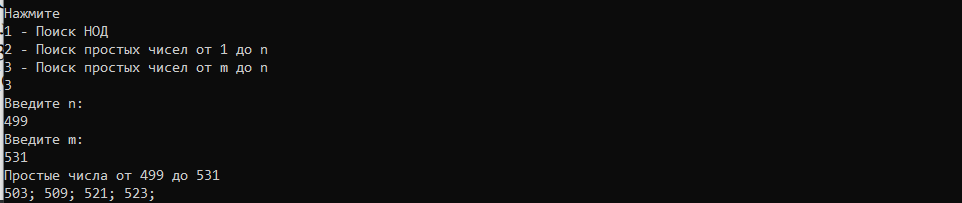 Нажмите
1 - Поиск НОД
2 - Поиск простых чисел от 1 до n
3 - Поиск простых чисел от m до n
3
Введите n:
499
Введите m:
531
Простые числа от 499 до 531
503; 509; 521; 523;